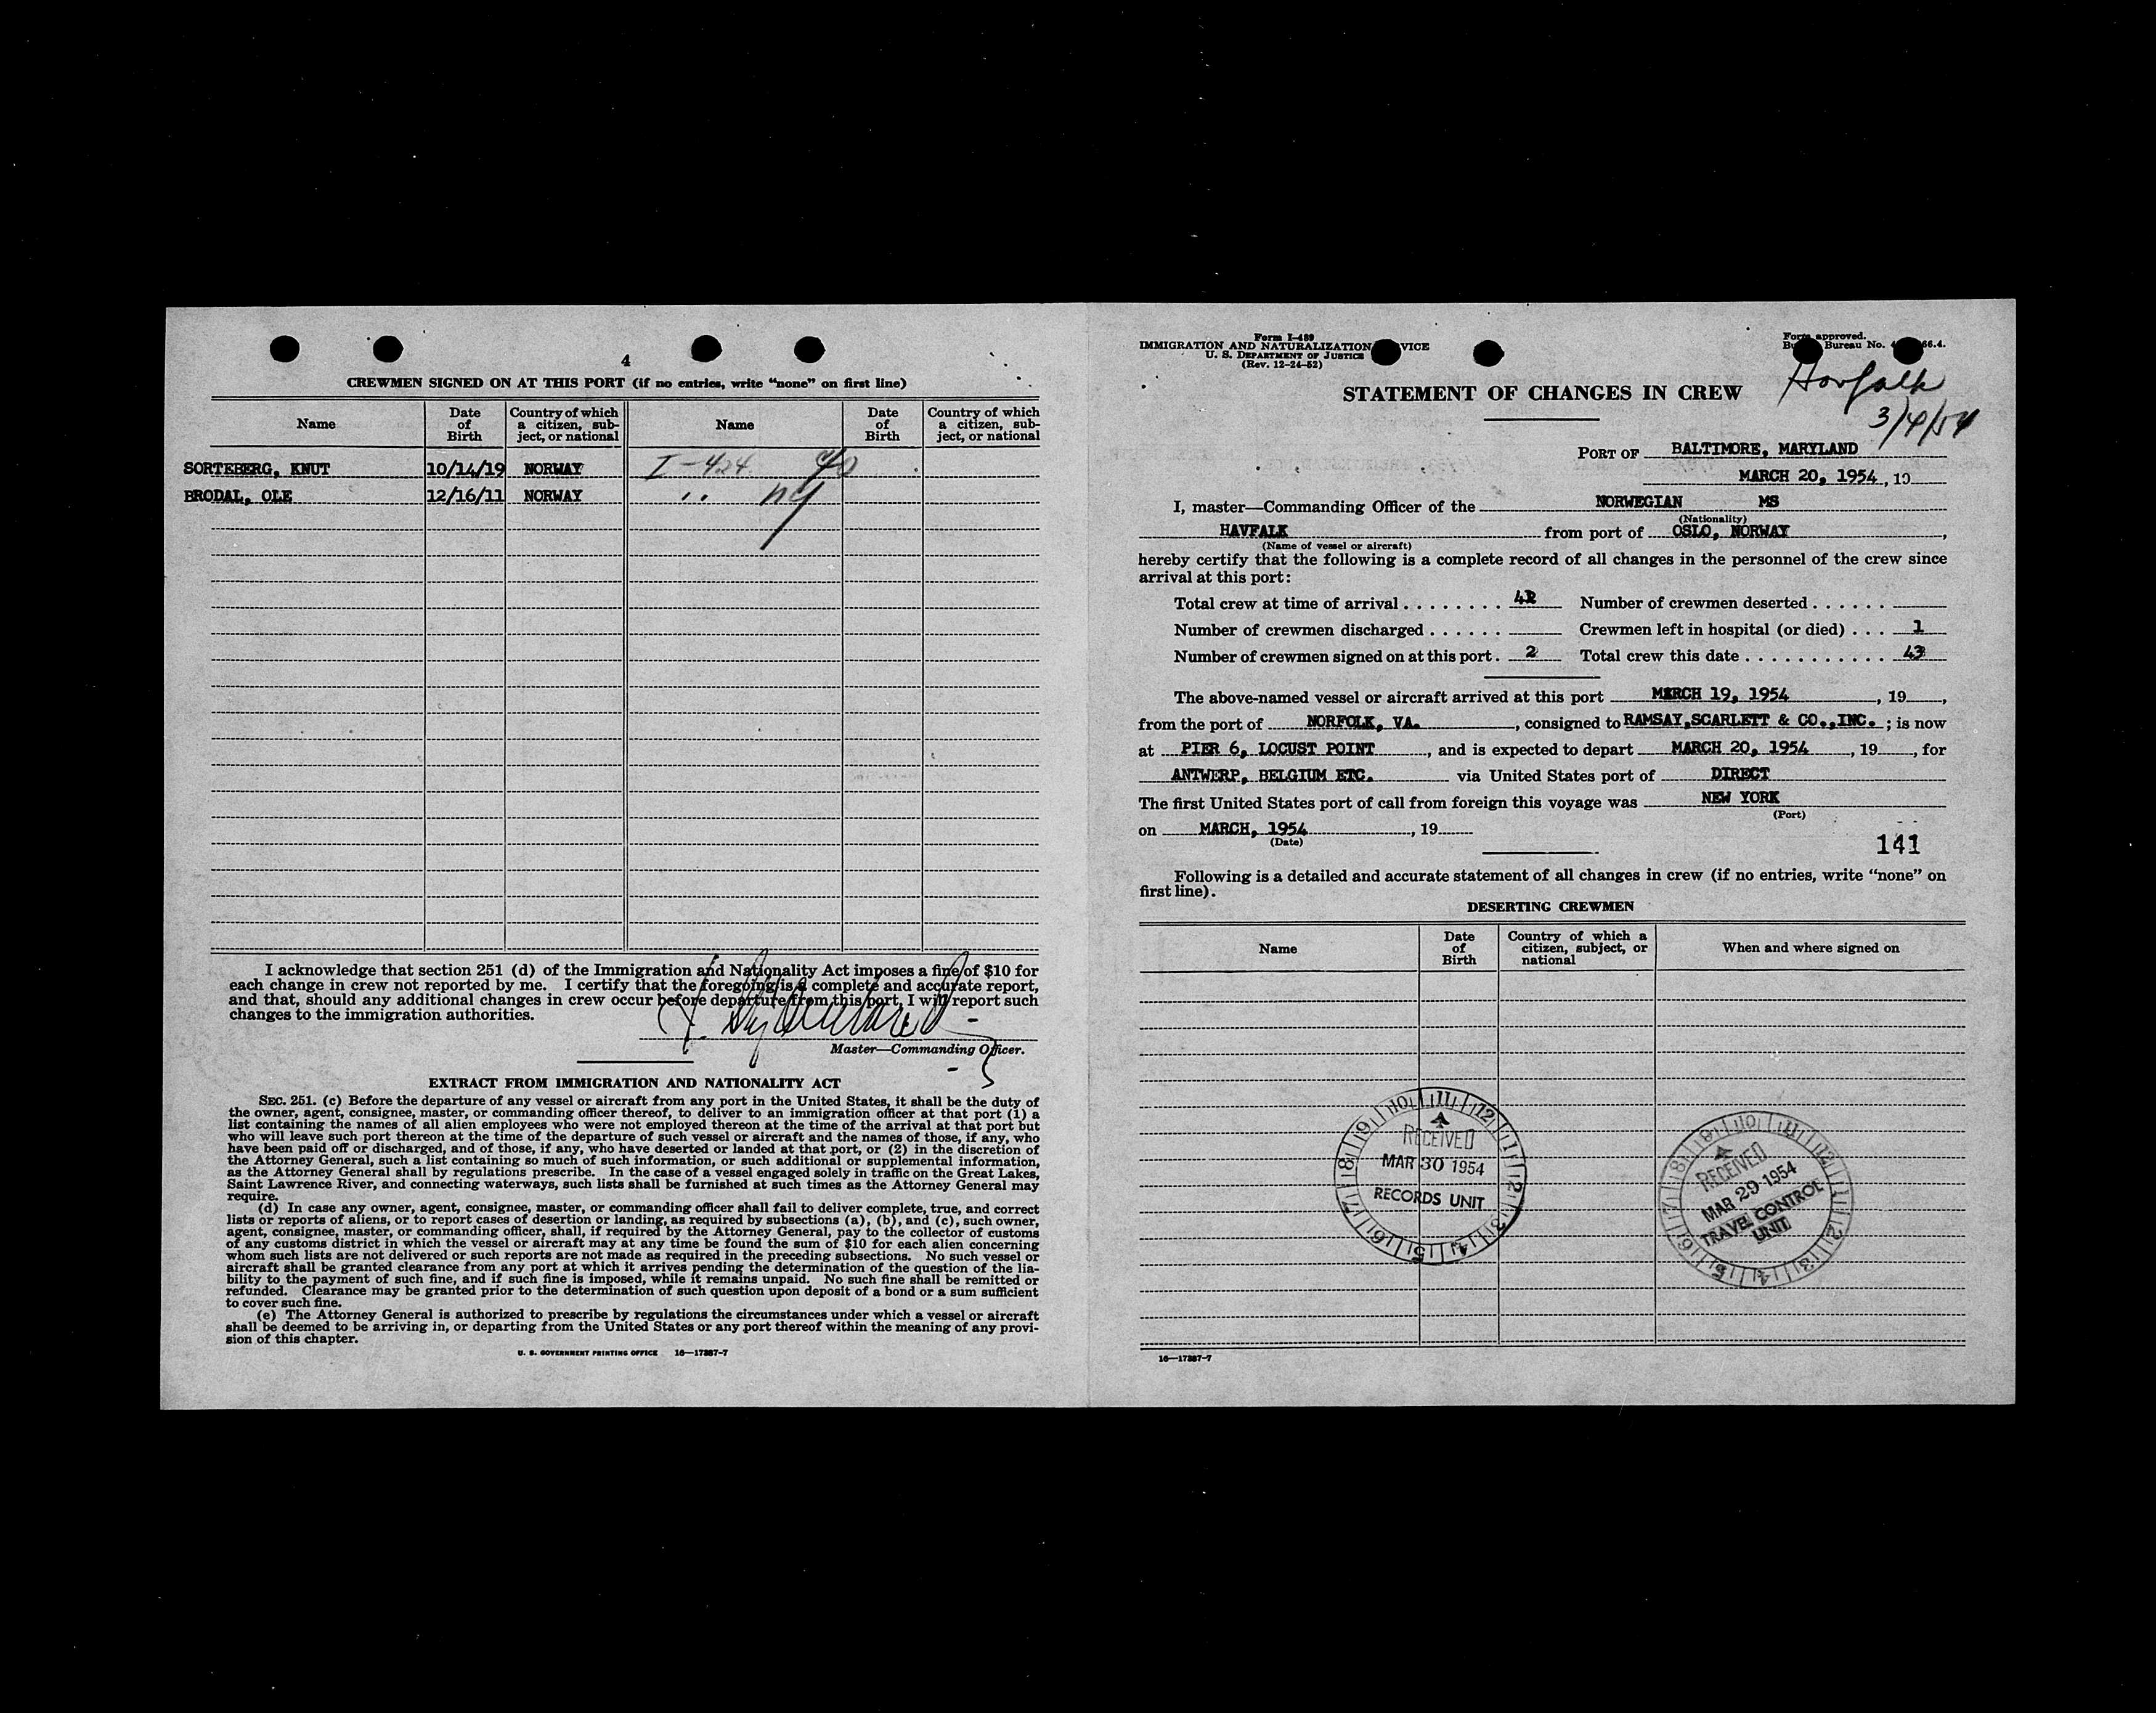 4
CREWMEN SIGNED ON AT THIS PORT (if no entries, write “none” on first line)
Name Date of Birth Country of which a citizen, subject, or national Name Date of Birth Country of which a citizen, subject, or national
SORTEBERG, KNUT 10/14/19 NORWAY I-424
BRODAL, OLE 12/16/11 NORWAY " ny
I acknowledge that section 251 (d) of the Immigration and Nationality Act imposes a fine of $10 for
each change in crew not reported by me. I certify that the foregoing is a complete and accurate report,
and that, should any additional changes in crew occur before departure from this port, I will report such
changes to the immigration authorities.
Master—Commanding Officer.
EXTRACT FROM IMMIGRATION AND NATIONALITY ACT
SEC. 251. (c) Before the departure of any vessel or aircraft from any port in the United States, it shall be the duty of
the owner, agent, consignee, master, or commanding officer thereof, to deliver to an immigration officer at that port (1) a
list containing the names of all alien employees who were not employed thereon at the time of the arrival at that port but
who will leave such port thereon at the time of the departure of such vessel or aircraft and the names of those, if any, who
have been paid off or discharged, and of those, if any, who have deserted or landed at that port, or (2) in the discretion of
the Attorney General, such a list containing so much of such information, or such additional or supplemental information,
as the Attorney General shall by regulations prescribe. In the case of a vessel engaged solely in traffic on the Great Lakes,
Saint Lawrence River, and connecting waterways, such lists shall be furnished at such times as the Attorney General may
require.
(d) In case any owner, agent, consignee, master, or commanding officer shall fail to deliver complete, true, and correct
lists or reports of aliens, or to report cases of desertion or landing, as required by subsections (a), (b), and (c), such owner,
agent, consignee, master, or commanding officer, shall, if required by the Attorney General, pay to the collector of customs
of any customs district in which the vessel or aircraft may at any time be found the sum of $10 for each alien concerning
whom such lists are not delivered or such reports are not made as required in the preceding subsections. No such vessel or
aircraft shall be granted clearance from any port at which it arrives pending the determination of the question of the lia-
bility to the payment of such fine, and if such fine is imposed, while it remains unpaid. No such fine shall be remitted or
refunded. Clearance may be granted prior to the determination of such question upon deposit of a bond or a sum sufficient
to cover such fine.
(e) The Attorney General is authorized to prescribe by regulations the circumstances under which a vessel or aircraft
shall be deemed to be arriving in, or departing from the United States or any port thereof within the meaning of any provi-
sion of this chapter.
U. S. GOVERNMENT PRINTING OFFICE 16—17387-7
Form I-489
IMMIGRATION AND NATURALIZATION VICE
U. S. DEPARTMENT OF JUSTICE
(Rev. 12-24-52)
Form approved.
Bu Bureau No. 4 66.4.
STATEMENT OF CHANGES IN CREW
Havfalk
3/4/54
PORT OF BALTIMORE, MARYLAND
MARCH 20, 1954, 19
I, master—Commanding Officer of the NORWEGIAN MS
(Nationality)
HAVFALK from port of OSLO, NORWAY,
(Name of vessel or aircraft)
hereby certify that the following is a complete record of all changes in the personnel of the crew since
arrival at this port:
Total crew at time of arrival ........ 42 Number of crewmen deserted ......
Number of crewmen discharged ...... Crewmen left in hospital (or died) ... 1
Number of crewmen signed on at this port. 2 Total crew this date ............ 43
The above-named vessel or aircraft arrived at this port MARCH 19, 1954, 19,
from the port of NORFOLK, VA., consigned to RAMSAY,SCARLETT & CO.,INC.; is now
at PIER 6, LOCUST POINT, and is expected to depart MARCH 20, 1954, 19, for
ANTWERP, BELGIUM ETC. via United States port of DIRECT
The first United States port of call from foreign this voyage was NEW YORK
(Port)
on MARCH, 1954, 19
(Date)
141
Following is a detailed and accurate statement of all changes in crew (if no entries, write “none” on
first line).
DESERTING CREWMEN
Name Date of Birth Country of which a citizen, subject, or national When and where signed on
RECEIVED
MAR 30 1954
RECORDS UNIT
RECEIVED
MAR 29 1954
TRAVEL CONTROL
UNIT
16—17387-7